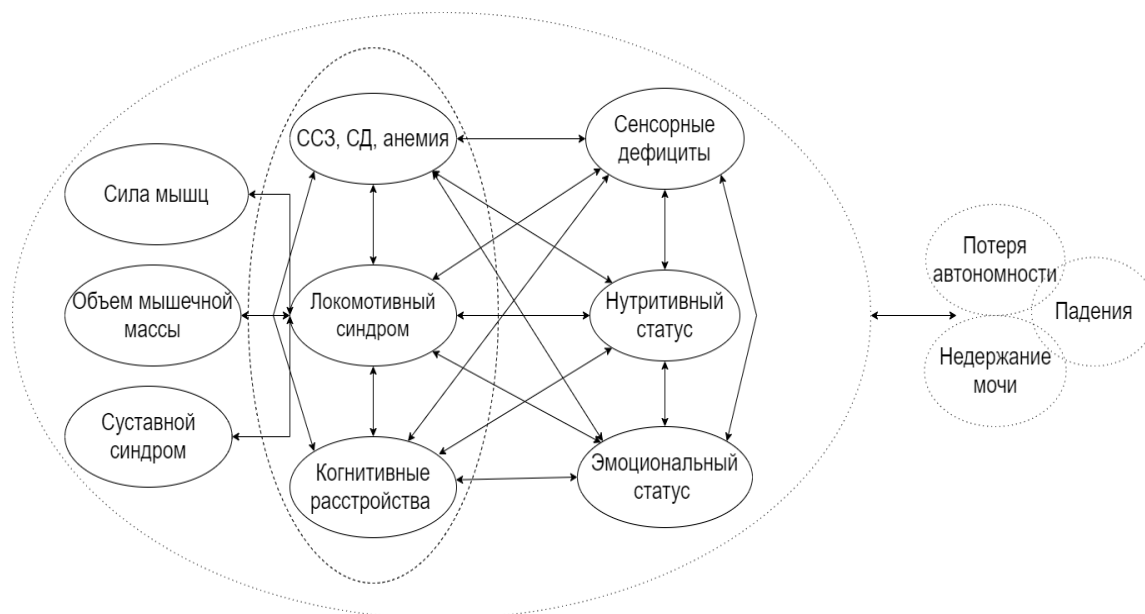 ССЗ, СД, анемия
Сенсорные
дефициты
Сила мышц
Потеря
автономности
Объем мышечной
массы
Локомотивный
синдром
Нутритивный
статус
Падения
Недержание
мочи
Суставной
синдром
Когнитивные
расстройства
Эмоциональный
статус